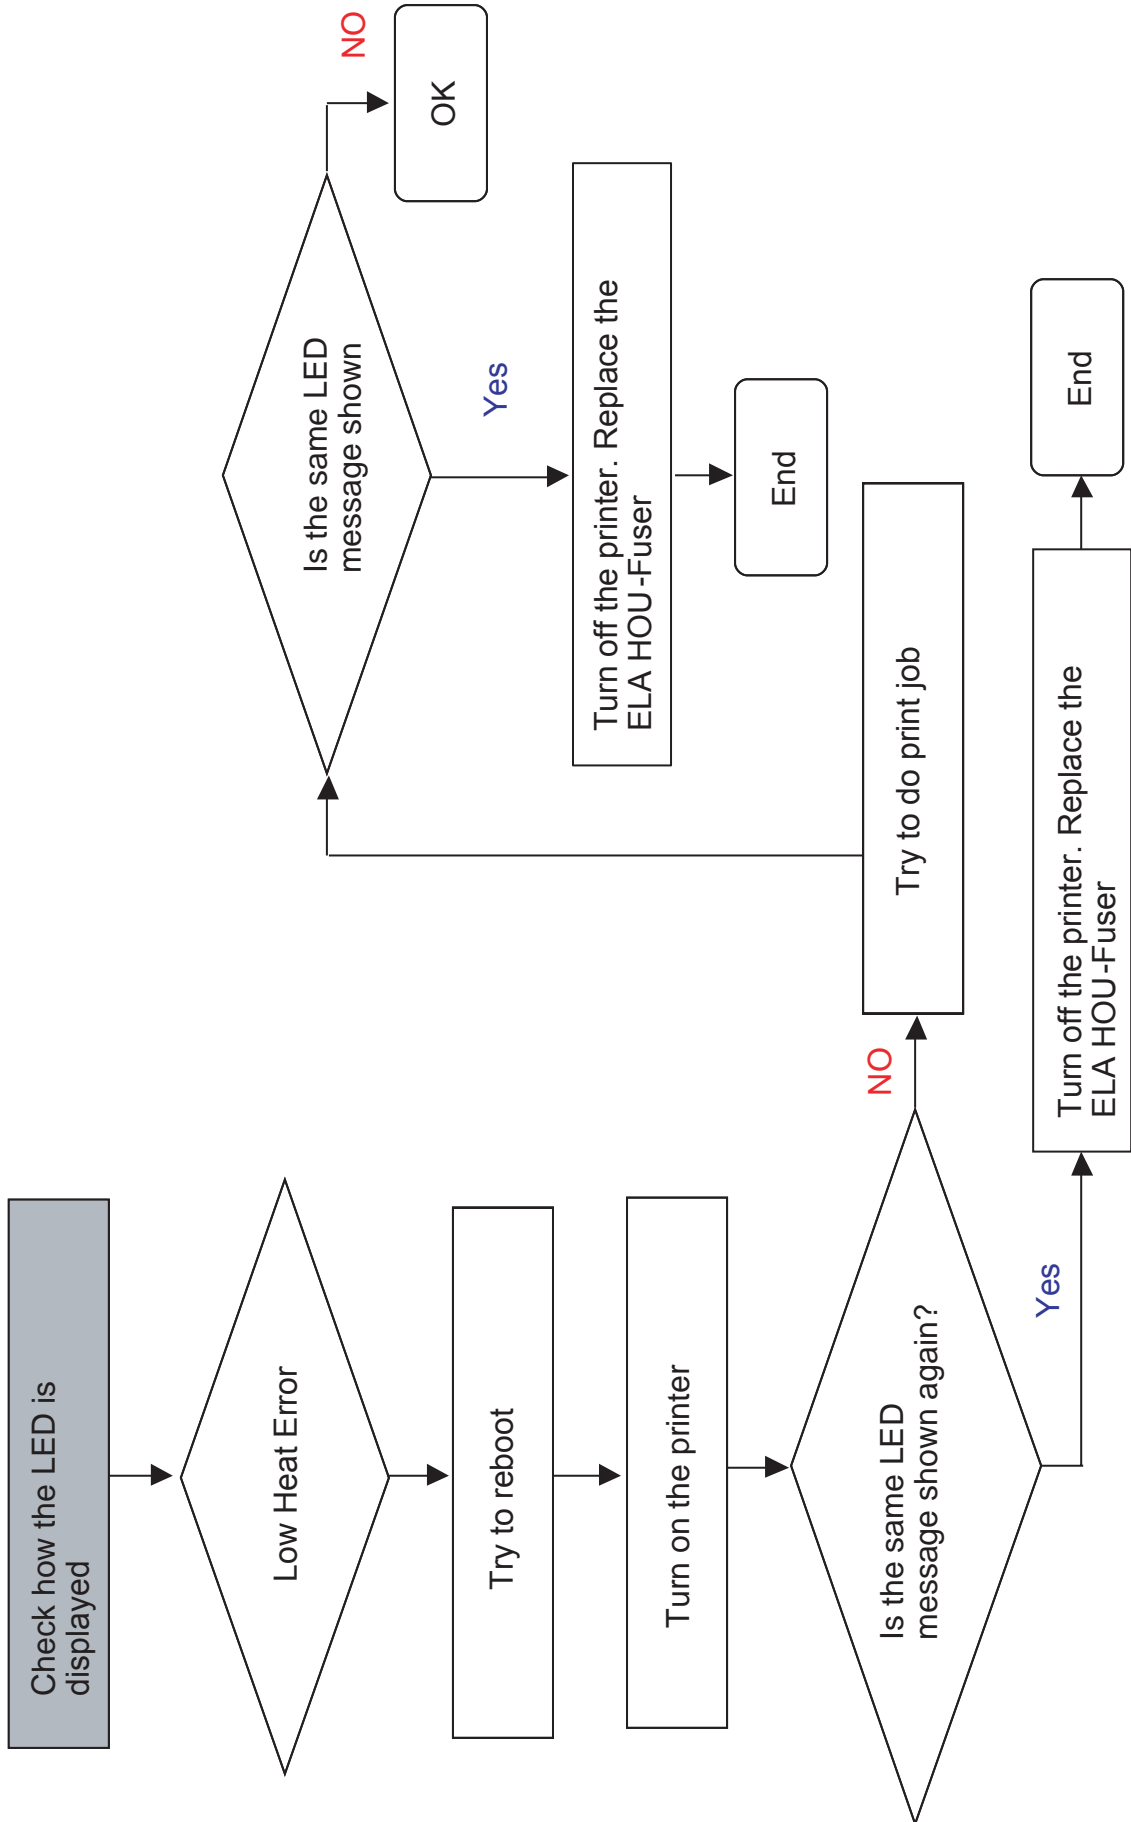 Check how the LED is
displayed
Low Heat Error
Try to reboot
Turn on the printer
Is the same LED
message shown again?
Yes
Turn off the printer. Replace the
ELA HOU-Fuser
End
NO
Try to do print job
Is the same LED
message shown
Yes
Turn off the printer. Replace the
ELA HOU-Fuser
End
NO
OK